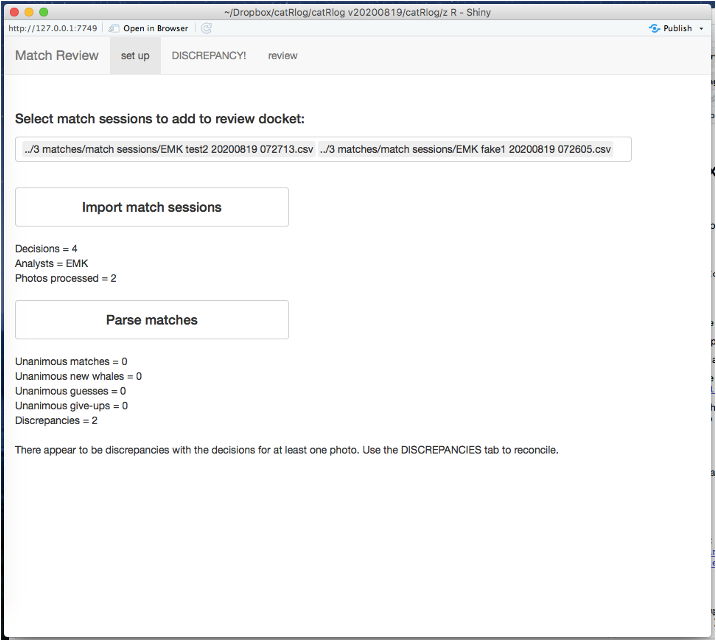 ~/Dropbox/catRlog/catRlog v20200819/catRlog/z R - Shiny
http://127.0.0.1:7749 Open in Browser Publish
Match Review set up DISCREPANCY! review
Select match sessions to add to review docket:
../3 matches/match sessions/EMK test2 20200819 072713.csv ../3 matches/match sessions/EMK fake1 20200819 072605.csv
Import match sessions
Decisions = 4
Analysts = EMK
Photos processed = 2
Parse matches
Unanimous matches = 0
Unanimous new whales = 0
Unanimous guesses = 0
Unanimous give-ups = 0
Discrepancies = 2
There appear to be discrepancies with the decisions for at least one photo. Use the DISCREPANCIES tab to reconcile.